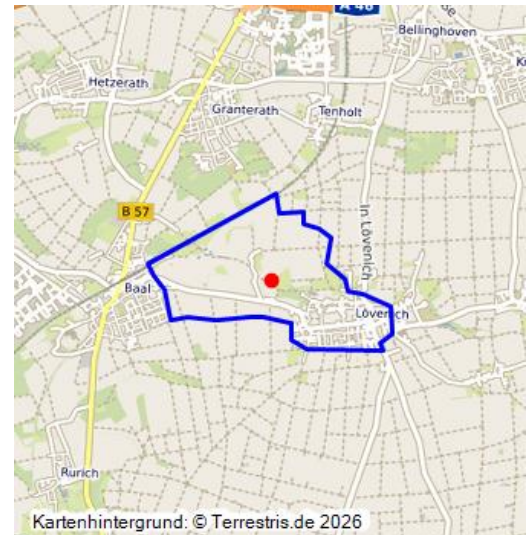 A 46
Bellinghoven
Hetzerath
Granterath
Tenholt
B 57
In Lövenich
Baal
Lövenich
Rurich
Kartenhintergrund: © Terrestris.de 2026